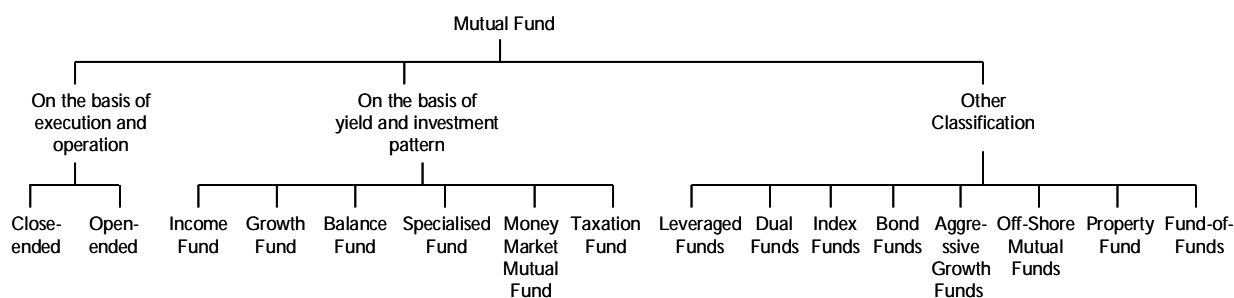 Mutual Fund
On the basis of
execution and
operation
On the basis of
yield and investment
pattern
Other
Classification
Close-
ended
Open-
ended
Income
Fund
Growth
Fund
Balance
Fund
Specialised
Fund
Money
Market
Mutual
Fund
Taxation
Fund
Leveraged
Funds
Dual
Funds
Index
Funds
Bond
Funds
Aggre-
ssive
Growth
Funds
Off-Shore
Mutual
Funds
Property
Fund
Fund-of-
Funds